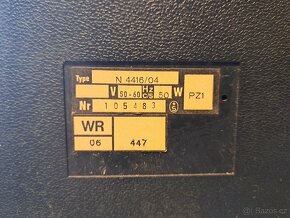 Type N 4416/04
V 50-60 Hz c/s 50 W PZ1
Nr 105483
WR
06 447